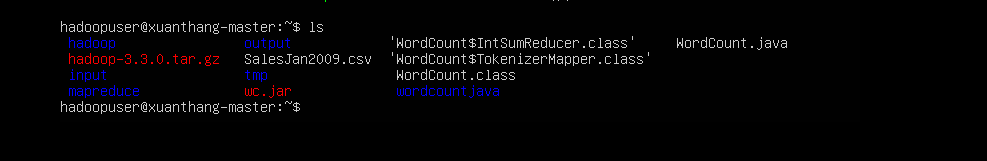 hadoopuser@xuanthang-master:~$ ls
hadoop output 'WordCount$IntSumReducer.class' WordCount.java
hadoop-3.3.0.tar.gz SalesJan2009.csv 'WordCount$TokenizerMapper.class'
input tmp WordCount.class
mapreduce wc.jar wordcountjava
hadoopuser@xuanthang-master:~$